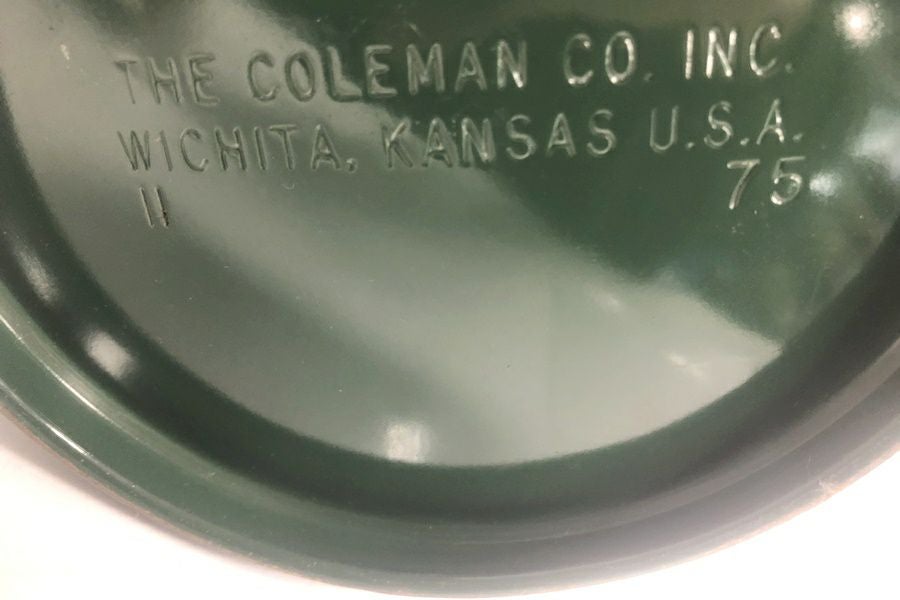 THE COLEMAN CO. INC.
WICHITA, KANSAS U.S.A.
11 75